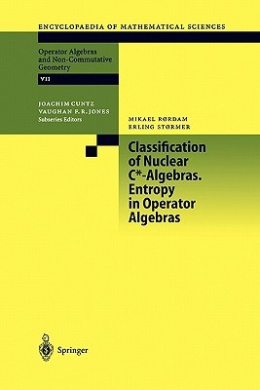 ENCYCLOPAEDIA OF MATHEMATICAL SCIENCES
Operator Algebras
and Non-Commutative
Geometry
VII
JOACHIM CUNTZ
VAUGHAN F. R. JONES
Subseries Editors
MIKAEL RØRDAM
ERLING STØRMER
Classification
of Nuclear
C*-Algebras.
Entropy
in Operator
Algebras
Springer